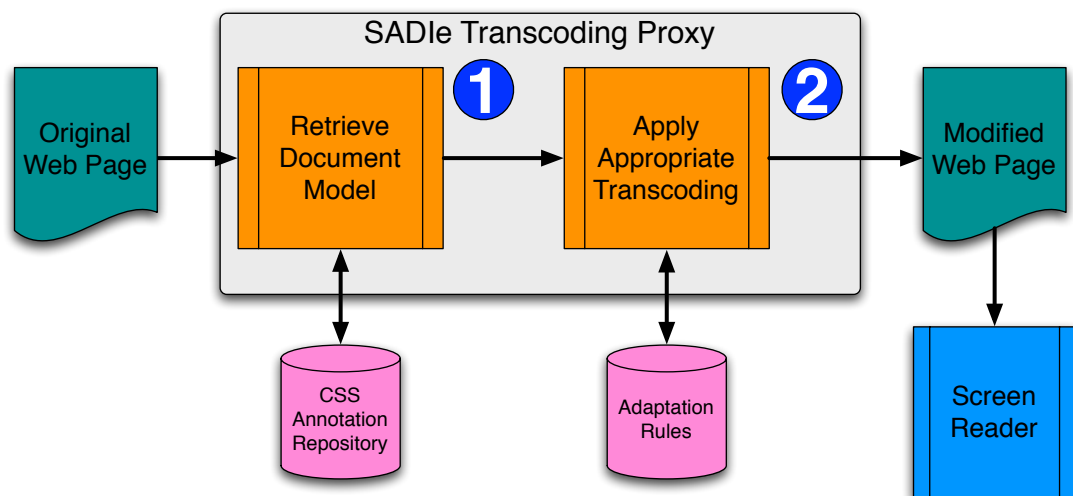 SADIe Transcoding Proxy
Original
Web Page
Retrieve
Document
Model
1
Apply
Appropriate
Transcoding
2
Modified
Web Page
CSS
Annotation
Repository
Adaptation
Rules
Screen
Reader